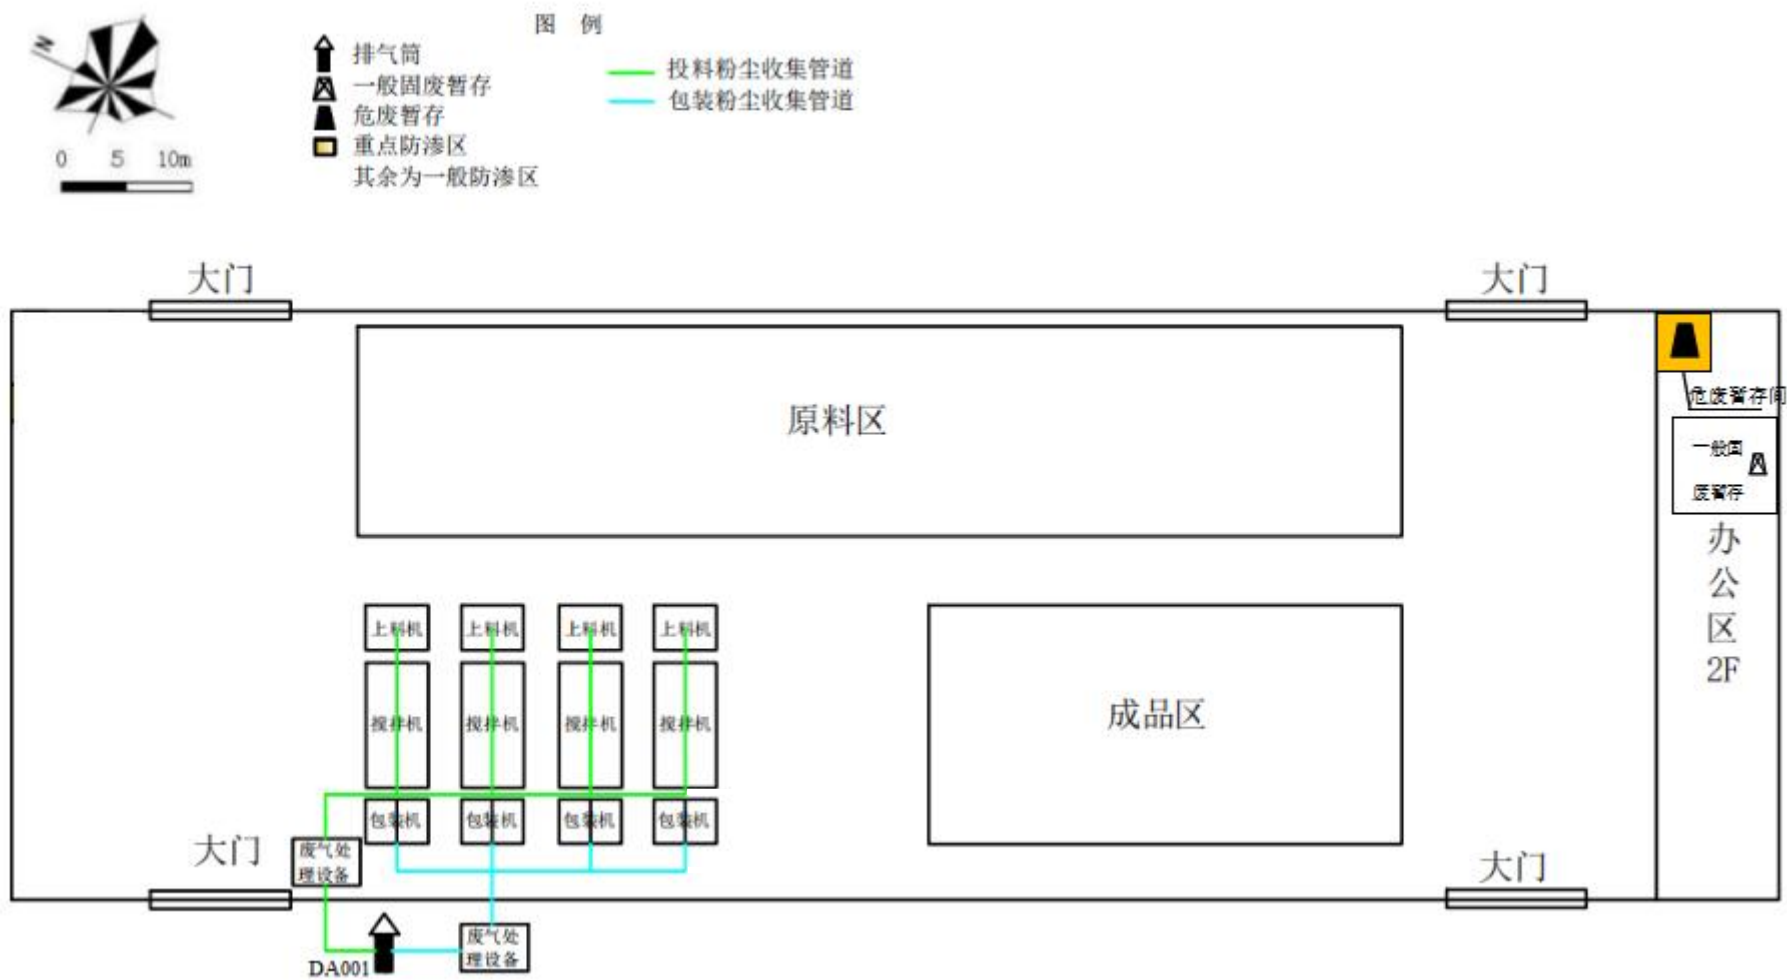 图 例
N
排气筒
一般固废暂存
危废暂存
重点防渗区
其余为一般防渗区
投料粉尘收集管道
包装粉尘收集管道
0 5 10m
大门
大门
原料区
危废暂存间
一般固
废暂存
办
公
区
2F
上料机 上料机 上料机 上料机
搅拌机 搅拌机 搅拌机 搅拌机
成品区
包装机 包装机 包装机 包装机
大门
废气处
理设备
大门
废气处
理设备
DA001